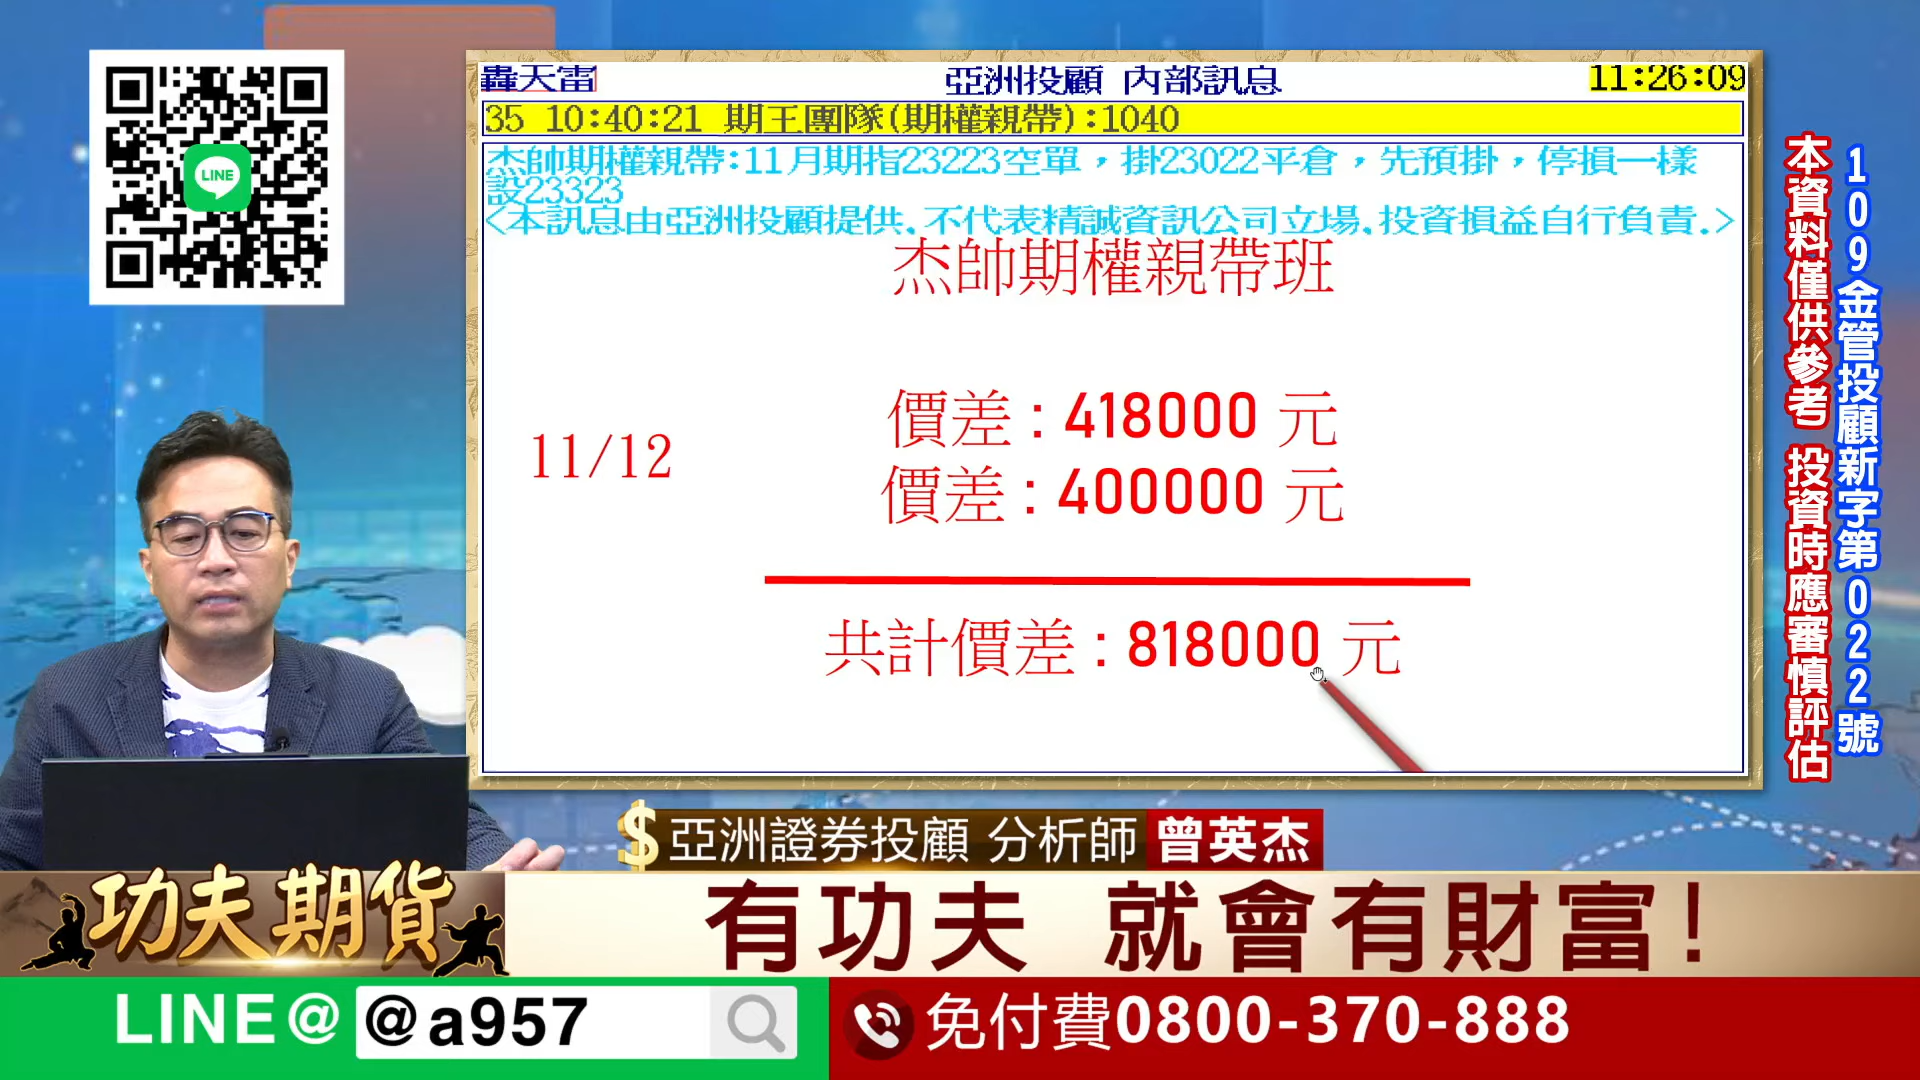 LINE
轟天雷
亞洲投顧 內部訊息
11:26:09
35 10:40:21 期王團隊(期權親帶):1040
杰帥期權親帶:11月期指23223空單，掛23022平倉，先預掛，停損一樣
設23323
<本訊息由亞洲投顧提供,不代表精誠資訊公司立場,投資損益自行負責.>
杰帥期權親帶班
11/12
價差:418000 元
價差:400000 元
共計價差:818000 元
109金管投顧新字第022號
本資料僅供參考 投資時應審慎評估
$亞洲證券投顧 分析師 曾英杰
功夫期貨
有功夫 就會有財富!
LINE@ @a957
免付費0800-370-888